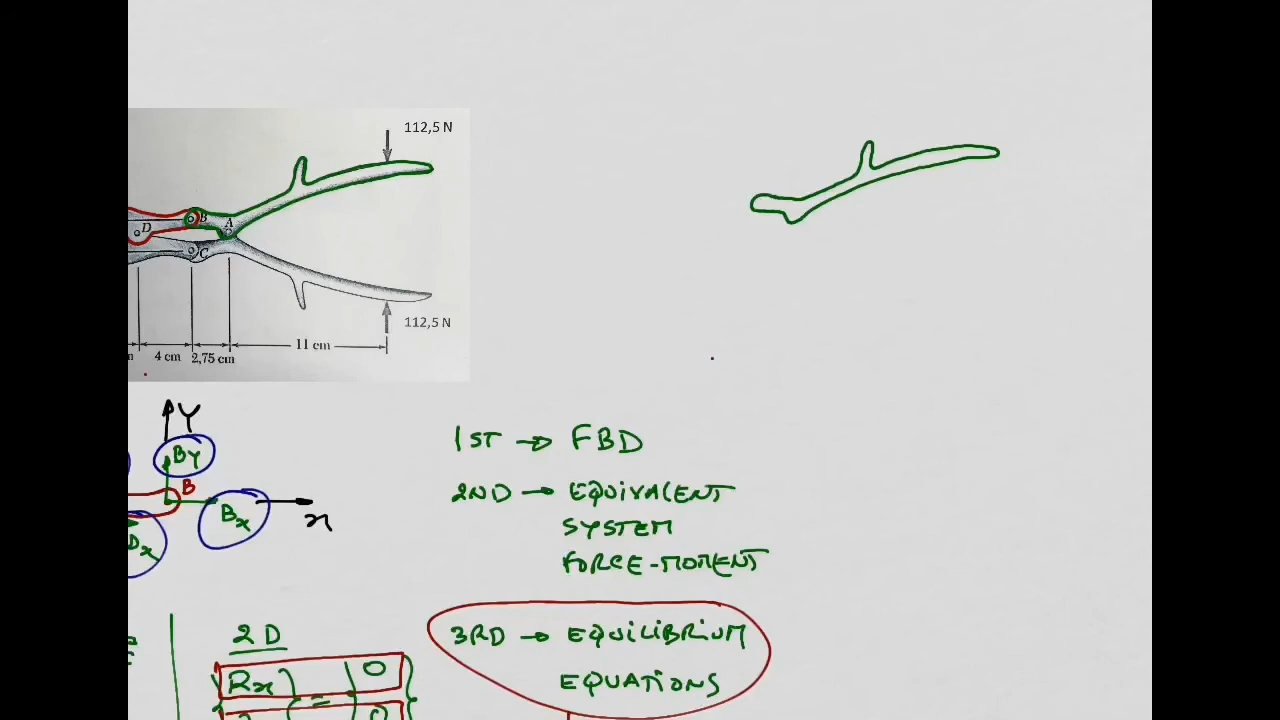 112,5 N
B
A
D
C
112,5 N
11 cm
4 cm
2,75 cm
Y
By
B
Bx
x
Dx
1ST → FBD
2ND → EQUIVALENT
SYSTEM
FORCE-MOMENT
2D
3RD → EQUILIBRIUM
EQUATIONS
Rx = 0